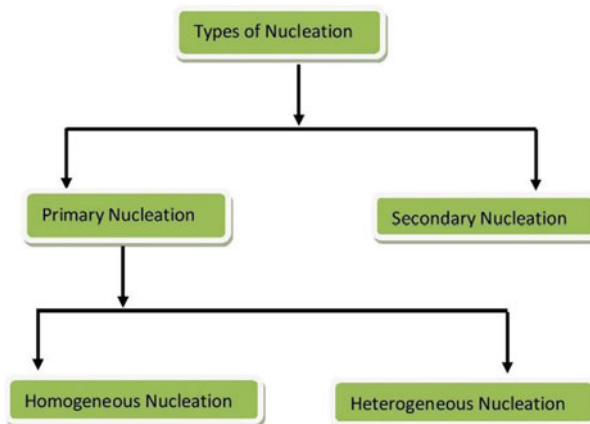 Types of Nucleation
Primary Nucleation
Secondary Nucleation
Homogeneous Nucleation
Heterogeneous Nucleation